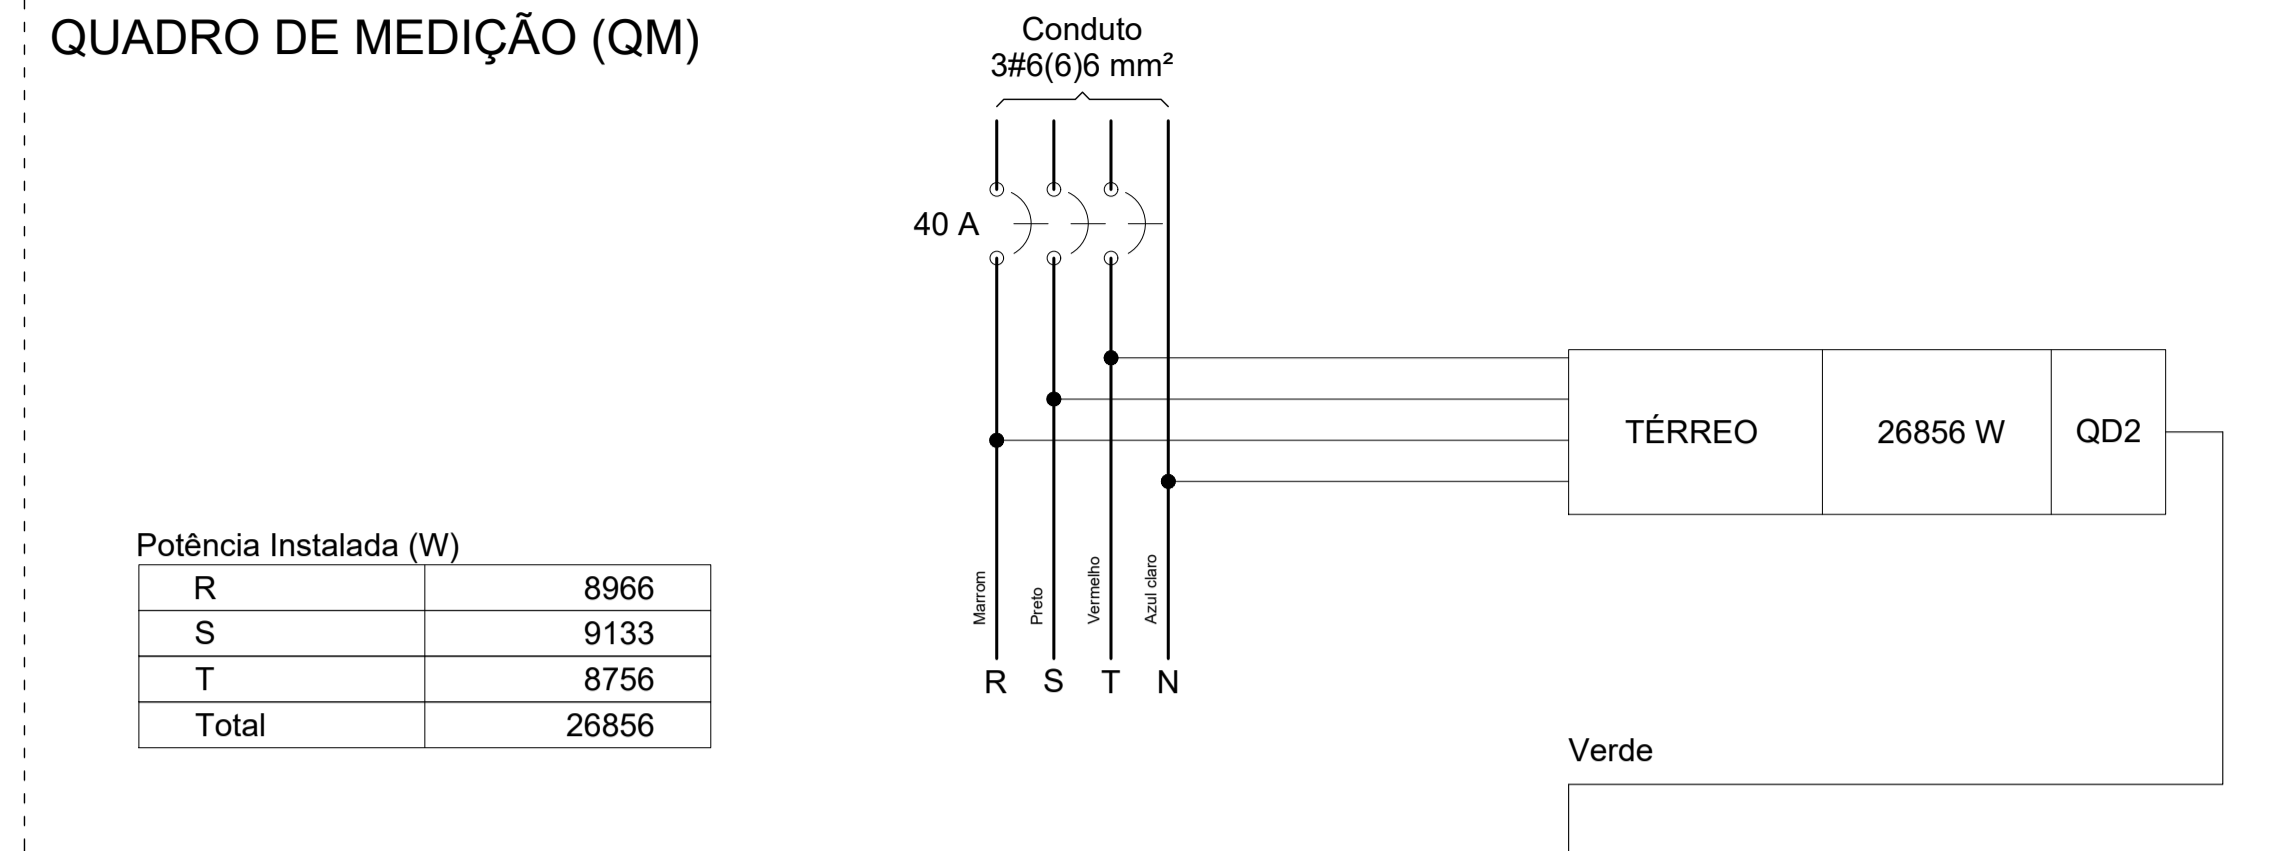 QUADRO DE MEDIÇÃO (QM)
Conduto
3#6(6)6 mm²
40 A
TÉRREO 26856 W QD2
Potência Instalada (W)
R 8966
S 9133
T 8756
Total 26856
Marrom
Preto
Vermelho
Azul claro
R S T N
Verde